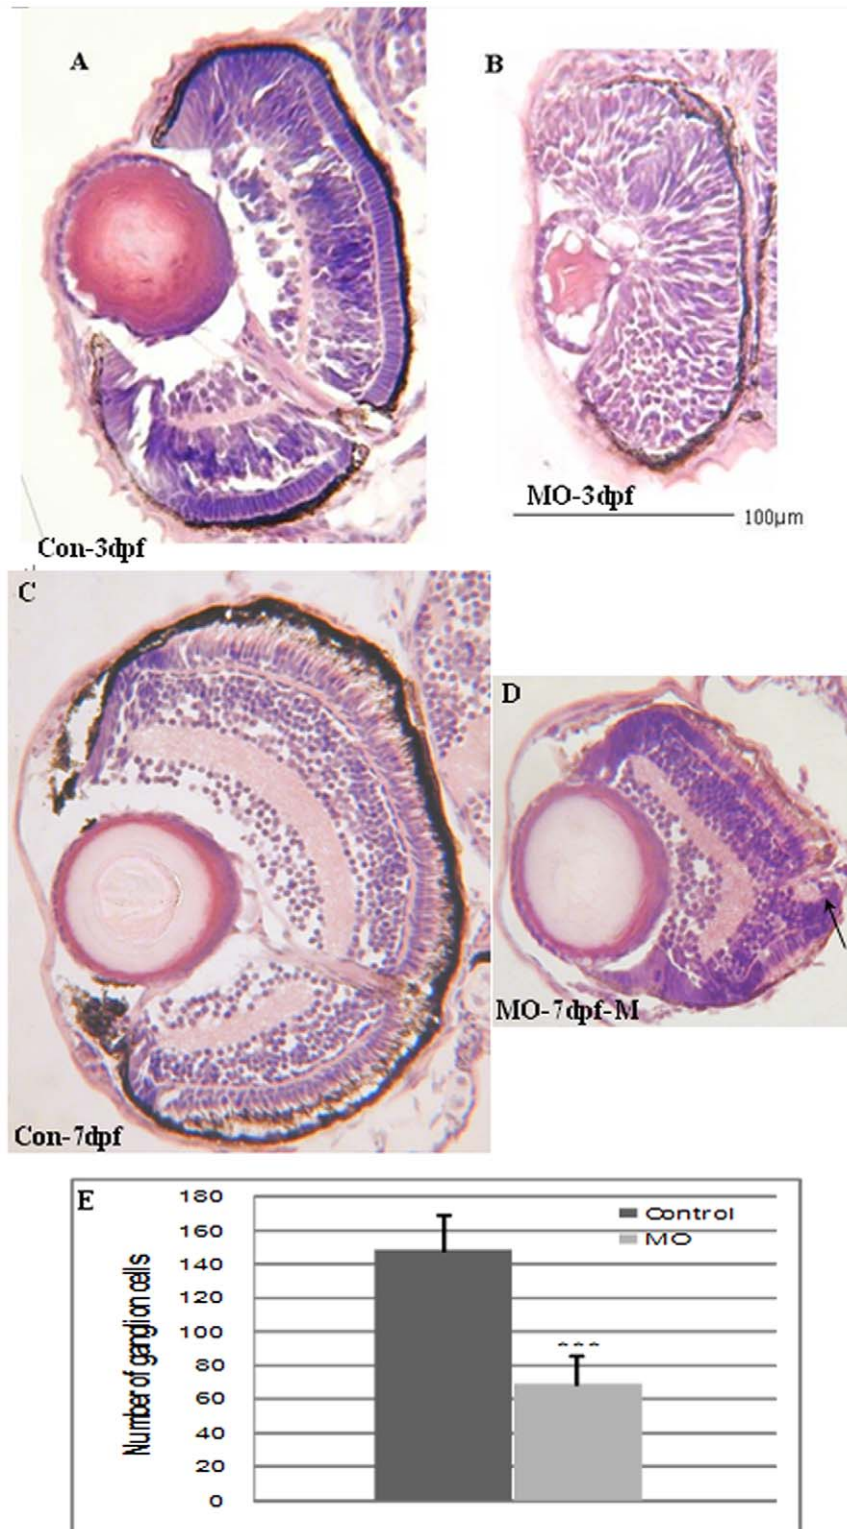 A
B
Con-3dpf
MO-3dpf
100µm
C
D
Con-7dpf
MO-7dpf-M
E
Number of ganglion cells
180
160
140
120
100
80
60
40
20
0
Control
MO
***